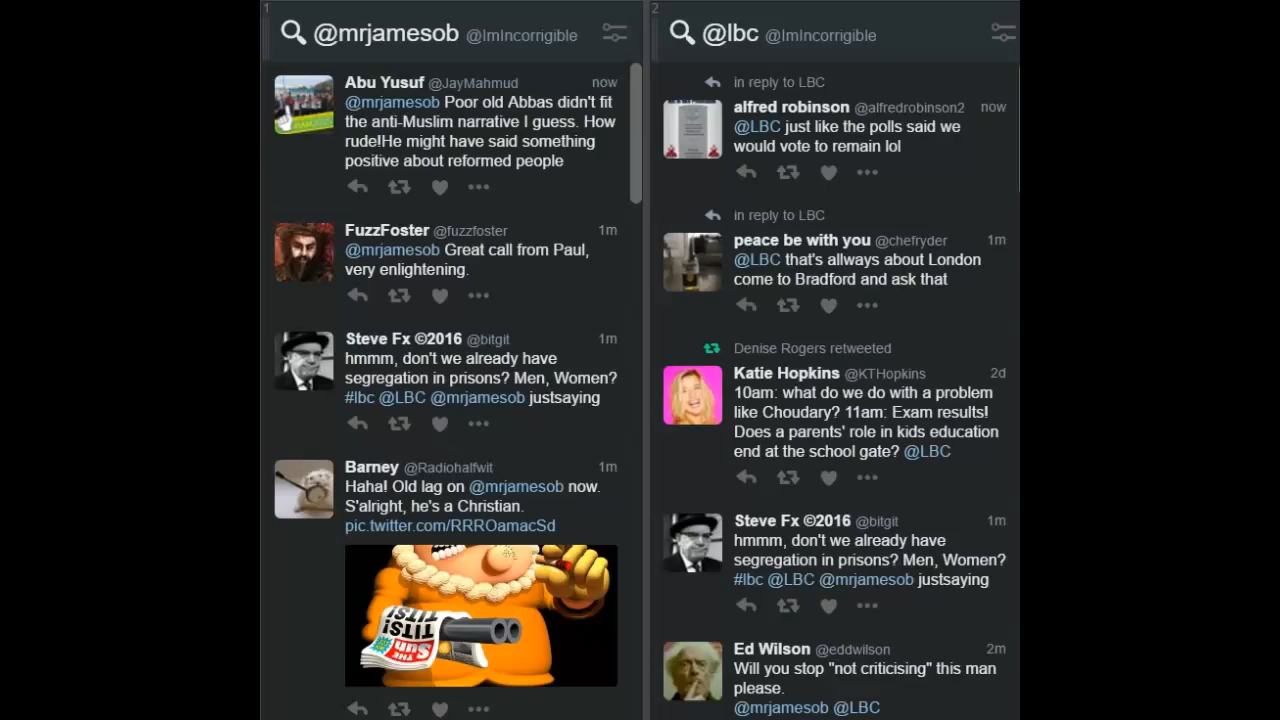 1
@mrjamesob @ImIncorrigible
Abu Yusuf @JayMahmud now
@mrjamesob Poor old Abbas didn't fit
the anti-Muslim narrative I guess. How
rude!He might have said something
positive about reformed people
FuzzFoster @fuzzfoster 1m
@mrjamesob Great call from Paul,
very enlightening.
Steve Fx ©2016 @bitgit 1m
hmmm, don't we already have
segregation in prisons? Men, Women?
#lbc @LBC @mrjamesob justsaying
Barney @Radiohalfwit 1m
Haha! Old lag on @mrjamesob now.
S'alright, he's a Christian.
pic.twitter.com/RRROamacSd
TITS!
TITS!
THE
Sun
2
@lbc @ImIncorrigible
in reply to LBC
alfred robinson @alfredrobinson2 now
@LBC just like the polls said we
would vote to remain lol
in reply to LBC
peace be with you @chefryder 1m
@LBC that's allways about London
come to Bradford and ask that
Denise Rogers retweeted
Katie Hopkins @KTHopkins 2d
10am: what do we do with a problem
like Choudary? 11am: Exam results!
Does a parents' role in kids education
end at the school gate? @LBC
Steve Fx ©2016 @bitgit 1m
hmmm, don't we already have
segregation in prisons? Men, Women?
#lbc @LBC @mrjamesob justsaying
Ed Wilson @eddwilson 2m
Will you stop "not criticising" this man
please.
@mrjamesob @LBC